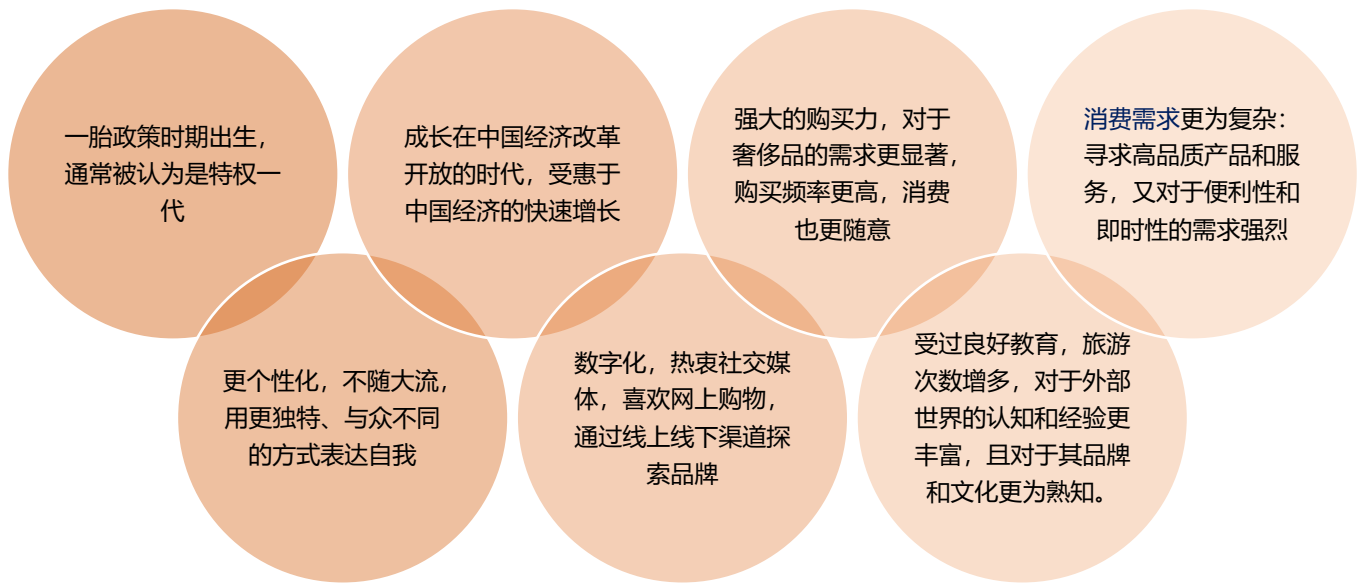 一胎政策时期出生，
通常被认为是特权一
代
成长在中国经济改革
开放的时代，受惠于
中国经济的快速增长
强大的购买力，对于
奢侈品的需求更显著，
购买频率更高，消费
也更随意
消费需求更为复杂：
寻求高品质产品和服
务，又对于便利性和
即时性的需求强烈
更个性化，不随大流，
用更独特、与众不同
的方式表达自我
数字化，热衷社交媒
体，喜欢网上购物，
通过线上线下渠道探
索品牌
受过良好教育，旅游
次数增多，对于外部
世界的认知和经验更
丰富，且对于其品牌
和文化更为熟知。